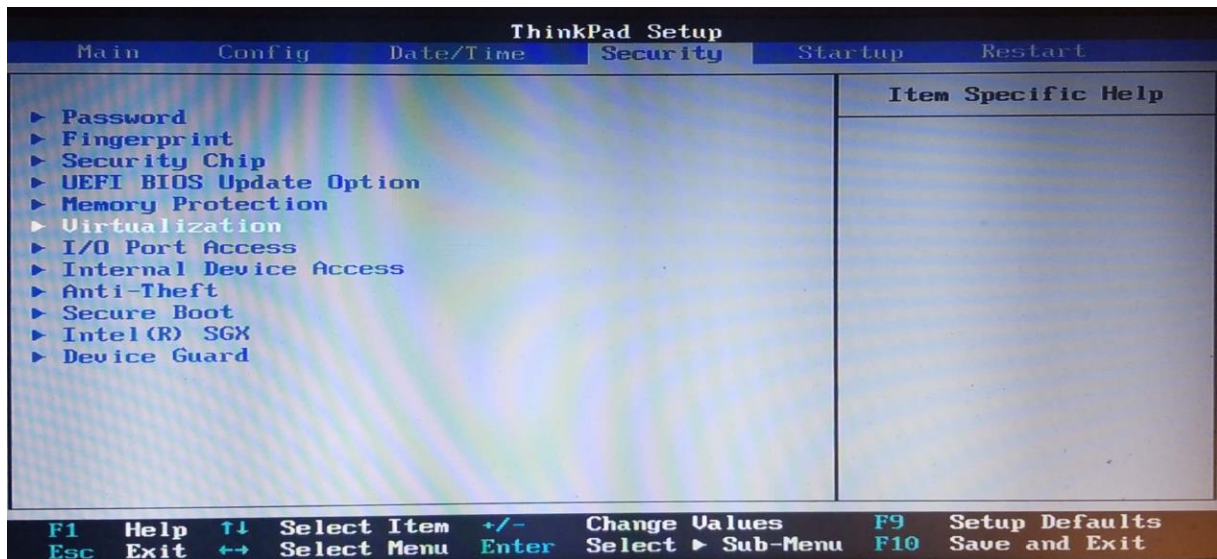 ThinkPad Setup
Main Config Date/Time Security Startup Restart
Item Specific Help
► Password
► Fingerprint
► Security Chip
► UEFI BIOS Update Option
► Memory Protection
► Virtualization
► I/O Port Access
► Internal Device Access
► Anti-Theft
► Secure Boot
► Intel(R) SGX
► Device Guard
F1 Help ↑↓ Select Item +/- Change Values F9 Setup Defaults
Esc Exit ←→ Select Menu Enter Select ► Sub-Menu F10 Save and Exit